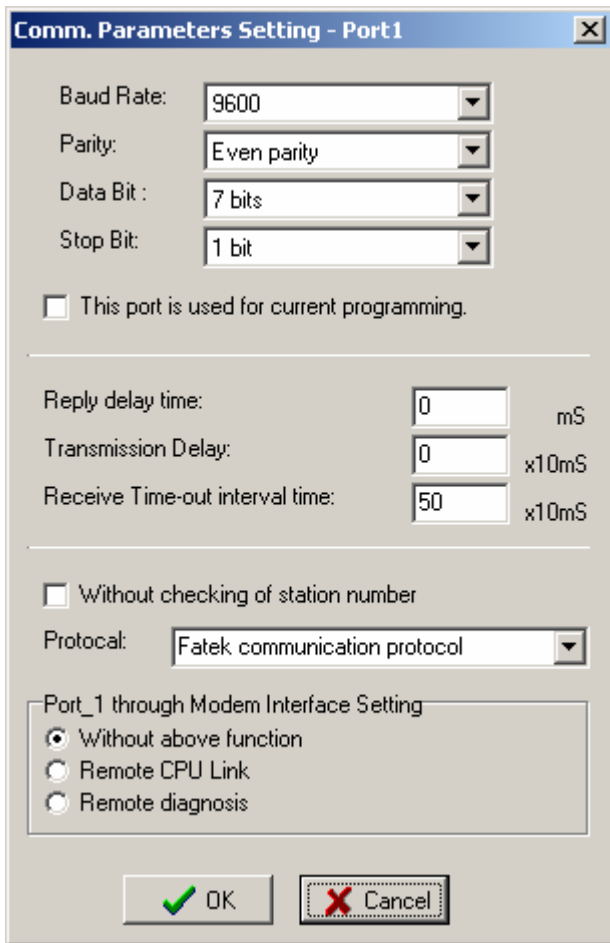 Comm. Parameters Setting - Port1
Baud Rate: 9600
Parity: Even parity
Data Bit : 7 bits
Stop Bit: 1 bit
This port is used for current programming.
Reply delay time: 0 mS
Transmission Delay: 0 x10mS
Receive Time-out interval time: 50 x10mS
Without checking of station number
Protocal: Fatek communication protocol
Port_1 through Modem Interface Setting
Without above function
Remote CPU Link
Remote diagnosis
OK Cancel